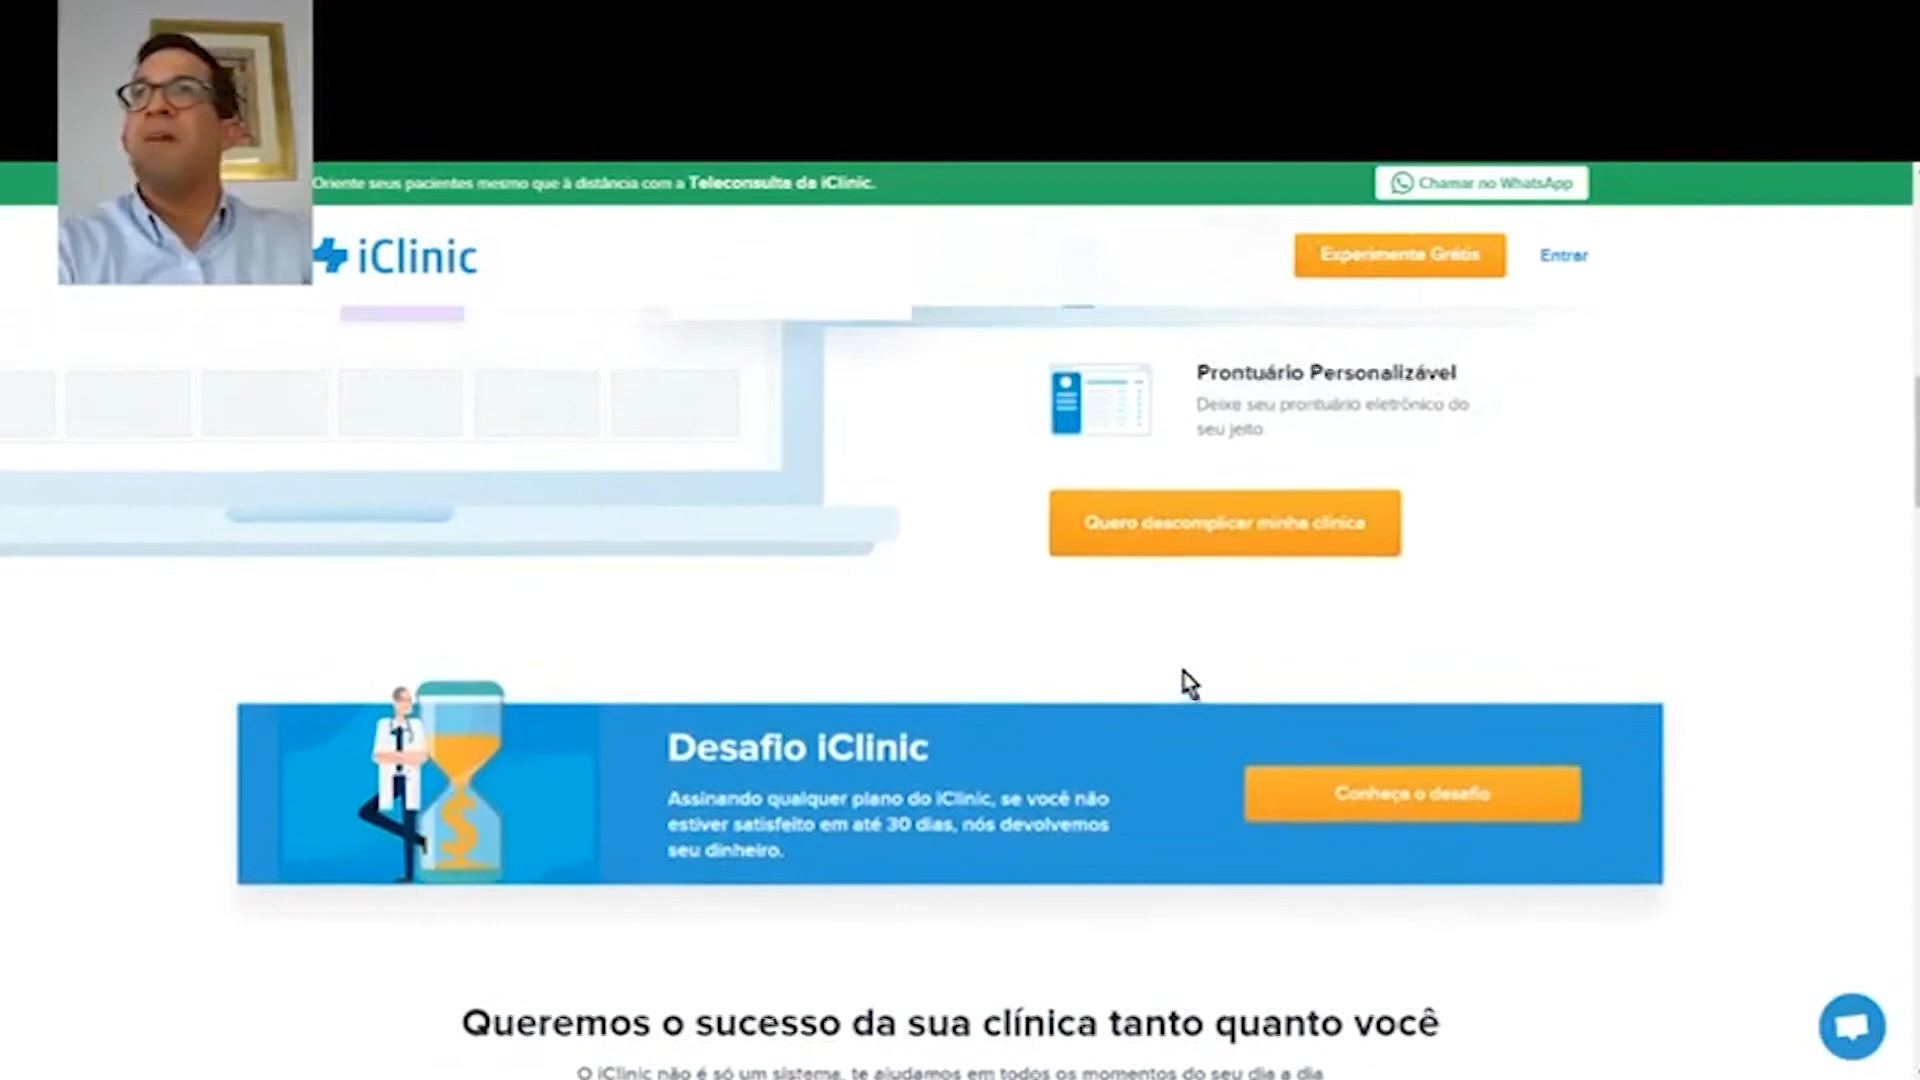 Oriente seus pacientes mesmo que à distância com a Teleconsulta da iClinic.
Chamar no WhatsApp
iClinic
Experimente Grátis
Entrar
Prontuário Personalizável
Deixe seu prontuário eletrônico do
seu jeito
Quero descomplicar minha clínica
Desafio iClinic
Assinando qualquer plano do iClinic, se você não
estiver satisfeito em até 30 dias, nós devolvemos
seu dinheiro.
Conheça o desafio
Queremos o sucesso da sua clínica tanto quanto você
O iClinic não é só um sistema, te ajudamos em todos os momentos do seu dia a dia